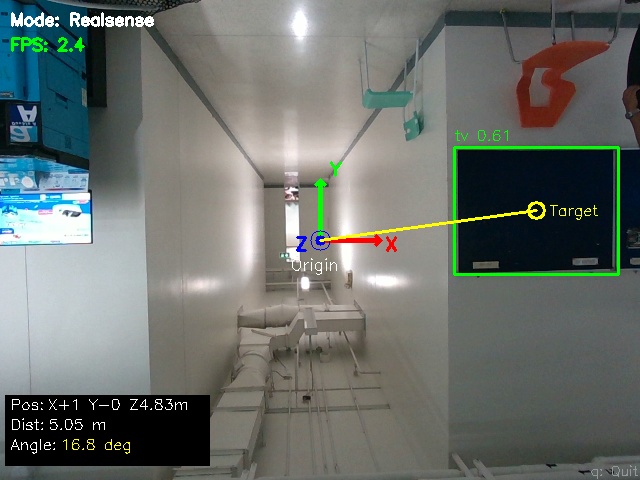 Mode: Realsense
FPS: 2.4
tv 0.61
Y
Target
Z
X
Origin
Pos: X+1 Y-0 Z4.83m
Dist: 5.05 m
Angle: 16.8 deg
q: Quit